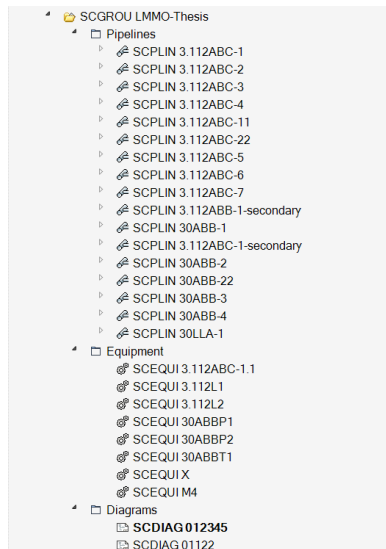 SCGROU LMMO-Thesis
Pipelines
SCPLIN 3.112ABC-1
SCPLIN 3.112ABC-2
SCPLIN 3.112ABC-3
SCPLIN 3.112ABC-4
SCPLIN 3.112ABC-11
SCPLIN 3.112ABC-22
SCPLIN 3.112ABC-5
SCPLIN 3.112ABC-6
SCPLIN 3.112ABC-7
SCPLIN 3.112ABB-1-secondary
SCPLIN 30ABB-1
SCPLIN 3.112ABC-1-secondary
SCPLIN 30ABB-2
SCPLIN 30ABB-22
SCPLIN 30ABB-3
SCPLIN 30ABB-4
SCPLIN 30LLA-1
Equipment
SCEQUI 3.112ABC-1.1
SCEQUI 3.112L1
SCEQUI 3.112L2
SCEQUI 30ABBP1
SCEQUI 30ABBP2
SCEQUI 30ABBT1
SCEQUI X
SCEQUI M4
Diagrams
SCDIAG 012345
SCDIAG 01122